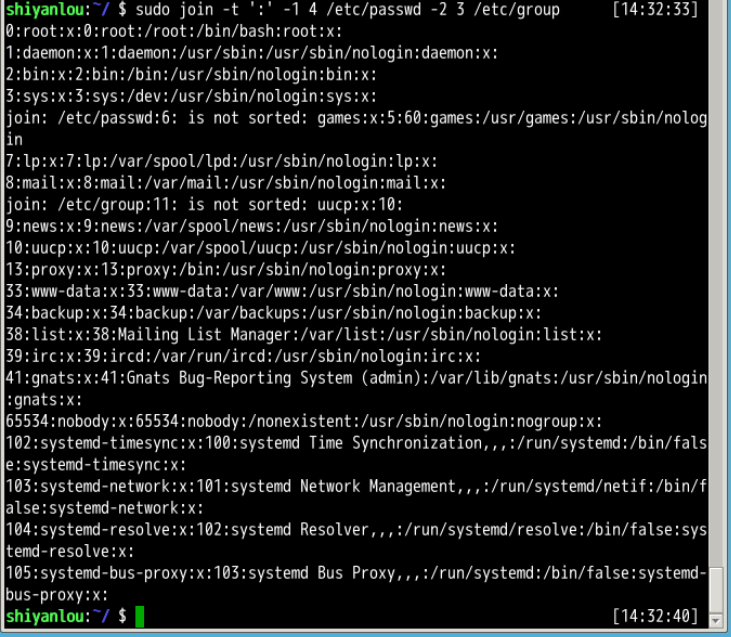 shiyanlou:~/ $ sudo join -t ':' -1 4 /etc/passwd -2 3 /etc/group [14:32:33]
0:root:x:0:root:/root:/bin/bash:root:x:
1:daemon:x:1:daemon:/usr/sbin:/usr/sbin/nologin:daemon:x:
2:bin:x:2:bin:/bin:/usr/sbin/nologin:bin:x:
3:sys:x:3:sys:/dev:/usr/sbin/nologin:sys:x:
join: /etc/passwd:6: is not sorted: games:x:5:60:games:/usr/games:/usr/sbin/nolog
in
7:lp:x:7:lp:/var/spool/lpd:/usr/sbin/nologin:lp:x:
8:mail:x:8:mail:/var/mail:/usr/sbin/nologin:mail:x:
join: /etc/group:11: is not sorted: uucp:x:10:
9:news:x:9:news:/var/spool/news:/usr/sbin/nologin:news:x:
10:uucp:x:10:uucp:/var/spool/uucp:/usr/sbin/nologin:uucp:x:
13:proxy:x:13:proxy:/bin:/usr/sbin/nologin:proxy:x:
33:www-data:x:33:www-data:/var/www:/usr/sbin/nologin:www-data:x:
34:backup:x:34:backup:/var/backups:/usr/sbin/nologin:backup:x:
38:list:x:38:Mailing List Manager:/var/list:/usr/sbin/nologin:list:x:
39:irc:x:39:ircd:/var/run/ircd:/usr/sbin/nologin:irc:x:
41:gnats:x:41:Gnats Bug-Reporting System (admin):/var/lib/gnats:/usr/sbin/nologin
:gnats:x:
65534:nobody:x:65534:nobody:/nonexistent:/usr/sbin/nologin:nogroup:x:
102:systemd-timesync:x:100:systemd Time Synchronization,,,:/run/systemd:/bin/fals
e:systemd-timesync:x:
103:systemd-network:x:101:systemd Network Management,,,:/run/systemd/netif:/bin/f
alse:systemd-network:x:
104:systemd-resolve:x:102:systemd Resolver,,,:/run/systemd/resolve:/bin/false:sys
temd-resolve:x:
105:systemd-bus-proxy:x:103:systemd Bus Proxy,,,:/run/systemd:/bin/false:systemd-
bus-proxy:x:
shiyanlou:~/ $ [14:32:40]